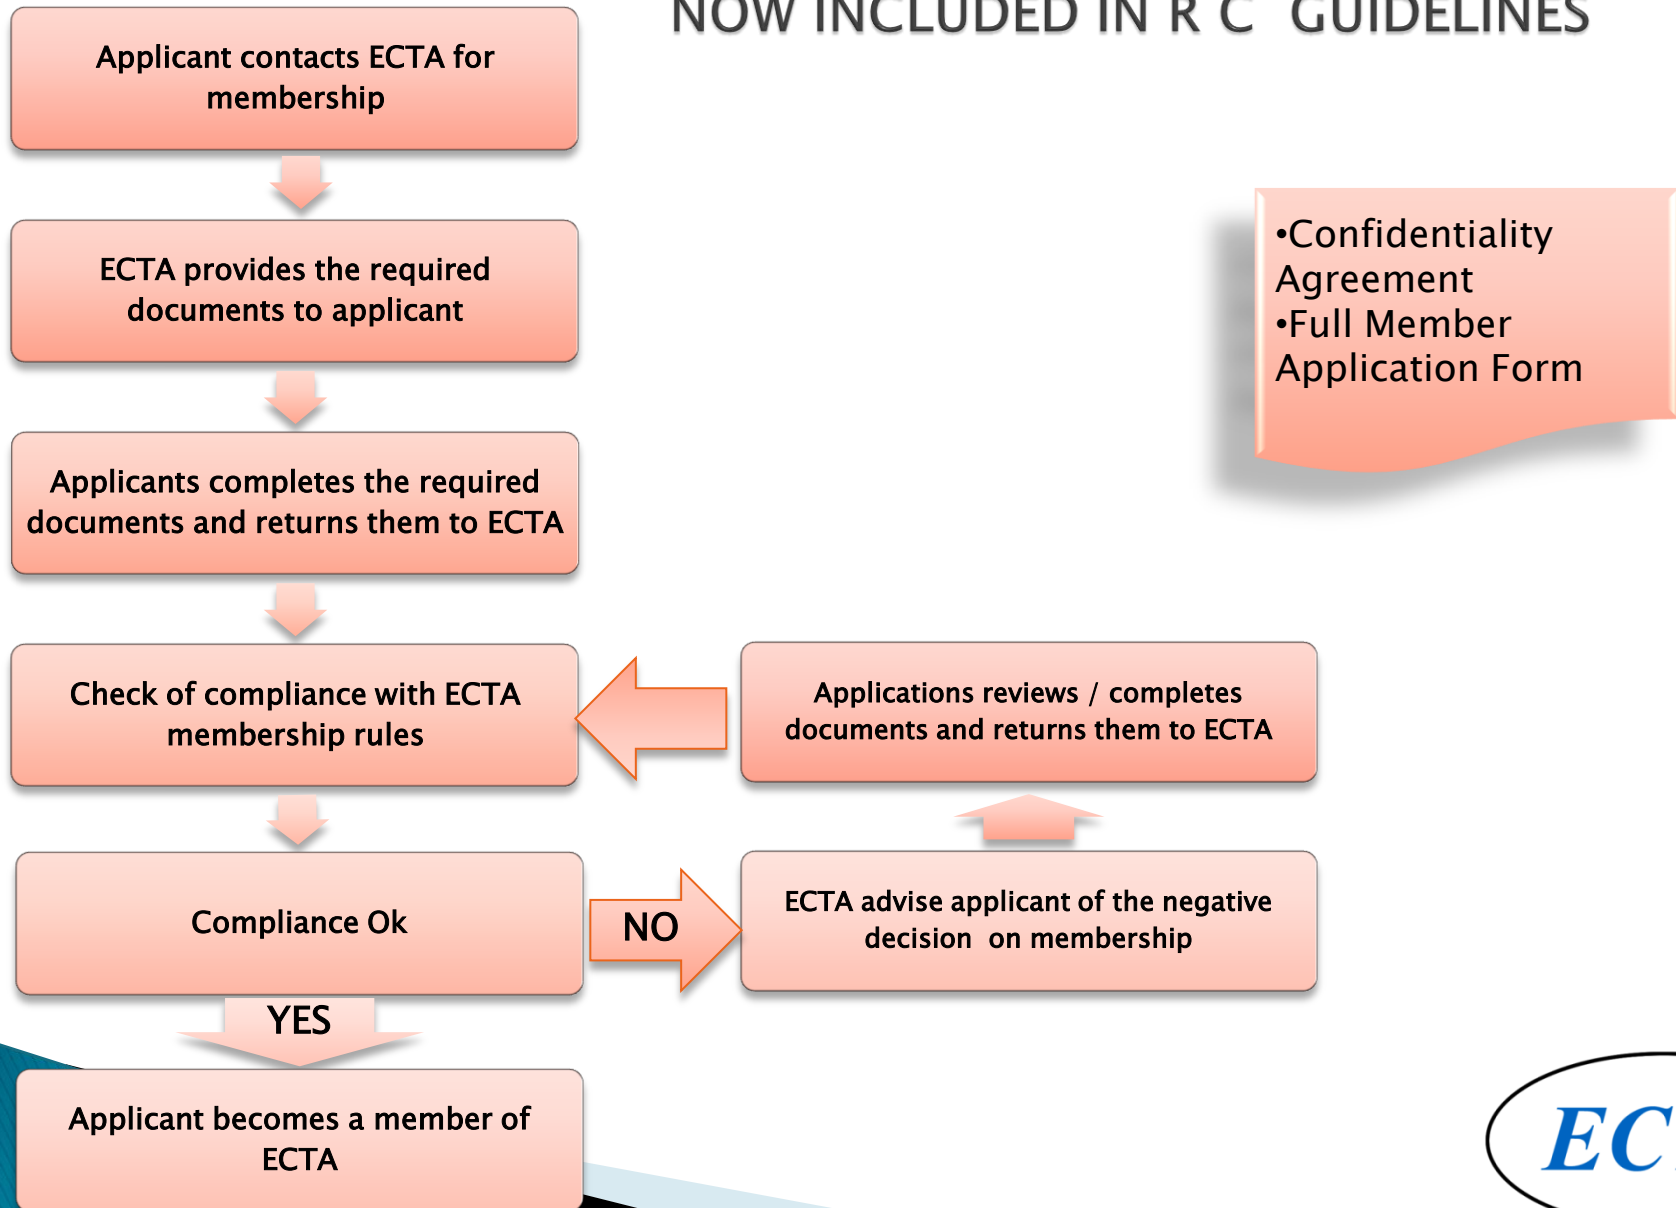 NOW INCLUDED IN R C GUIDELINES
Applicant contacts ECTA for
membership
ECTA provides the required
documents to applicant
•Confidentiality
Agreement
•Full Member
Application Form
Applicants completes the required
documents and returns them to ECTA
Check of compliance with ECTA
membership rules
Applications reviews / completes
documents and returns them to ECTA
Compliance Ok
NO
ECTA advise applicant of the negative
decision on membership
YES
Applicant becomes a member of
ECTA
EC